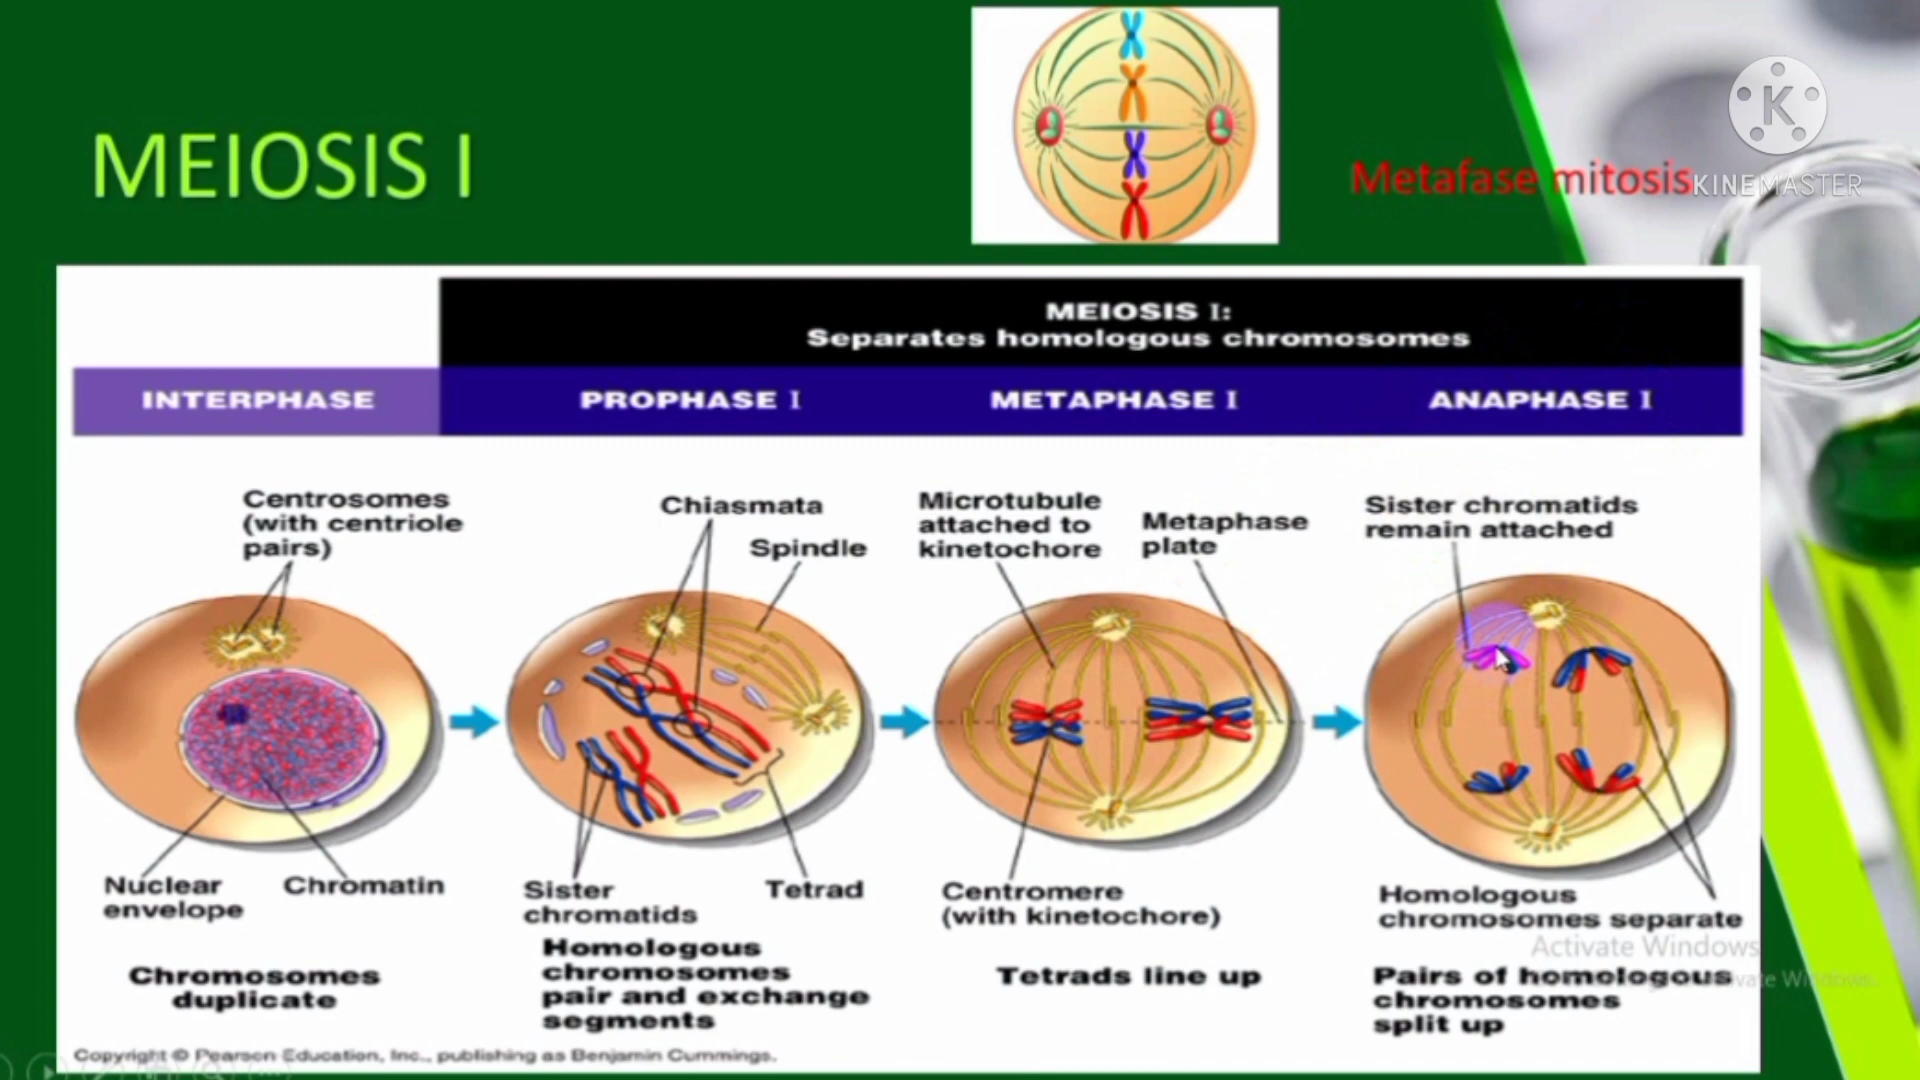 MEIOSIS I
Metafase mitosis
K
KINEMASTER
MEIOSIS I:
Separates homologous chromosomes
INTERPHASE
PROPHASE I
METAPHASE I
ANAPHASE I
Centrosomes
(with centriole
pairs)
Chiasmata
Spindle
Microtubule
attached to
kinetochore
Metaphase
plate
Sister chromatids
remain attached
Nuclear
envelope
Chromatin
Sister
chromatids
Tetrad
Centromere
(with kinetochore)
Homologous
chromosomes separate
Chromosomes
duplicate
Homologous
chromosomes
pair and exchange
segments
Tetrads line up
Pairs of homologous
chromosomes
split up
Activate Windows
Copyright © Pearson Education, Inc., publishing as Benjamin Cummings.